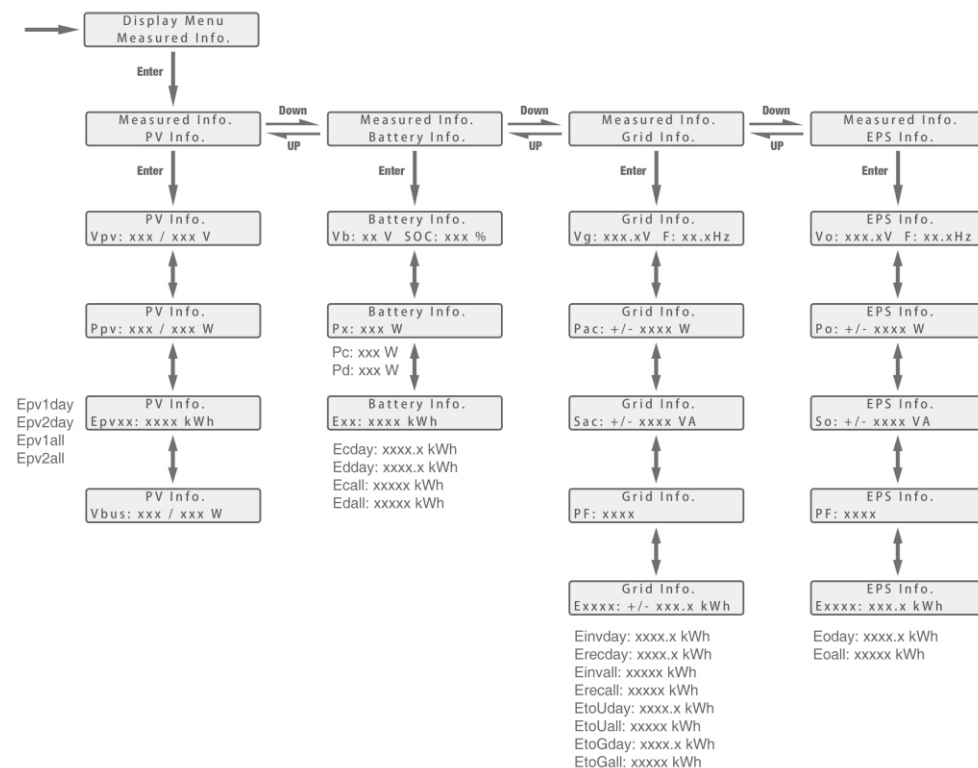 Display Menu
Measured Info.
Enter
Measured Info.
PV Info.
Down
UP
Measured Info.
Battery Info.
Down
UP
Measured Info.
Grid Info.
Down
UP
Measured Info.
EPS Info.
Enter
Enter
Enter
Enter
PV Info.
Vpv: xxx / xxx V
Battery Info.
Vb: xx V SOC: xxx %
Grid Info.
Vg: xxx.xV F: xx.xHz
EPS Info.
Vo: xxx.xV F: xx.xHz
PV Info.
Ppv: xxx / xxx W
Battery Info.
Px: xxx W
Pc: xxx W
Pd: xxx W
Grid Info.
Pac: +/- xxxx W
EPS Info.
Po: +/- xxxx W
Epv1day
Epv2day
Epv1all
Epv2all
PV Info.
Epvxx: xxxx kWh
Battery Info.
Exx: xxxx kWh
Ecday: xxxx.x kWh
Edday: xxxx.x kWh
Ecall: xxxxx kWh
Edall: xxxxx kWh
Grid Info.
Sac: +/- xxxx VA
EPS Info.
So: +/- xxxx VA
PV Info.
Vbus: xxx / xxx W
Grid Info.
PF: xxxx
EPS Info.
PF: xxxx
Grid Info.
Exxxx: +/- xxx.x kWh
Einvday: xxxx.x kWh
Erecday: xxxx.x kWh
Einvall: xxxxx kWh
Erecall: xxxxx kWh
EtoUday: xxxx.x kWh
EtoUall: xxxxx kWh
EtoGday: xxxx.x kWh
EtoGall: xxxxx kWh
EPS Info.
Exxxx: xxx.x kWh
Eoday: xxxx.x kWh
Eoall: xxxxx kWh